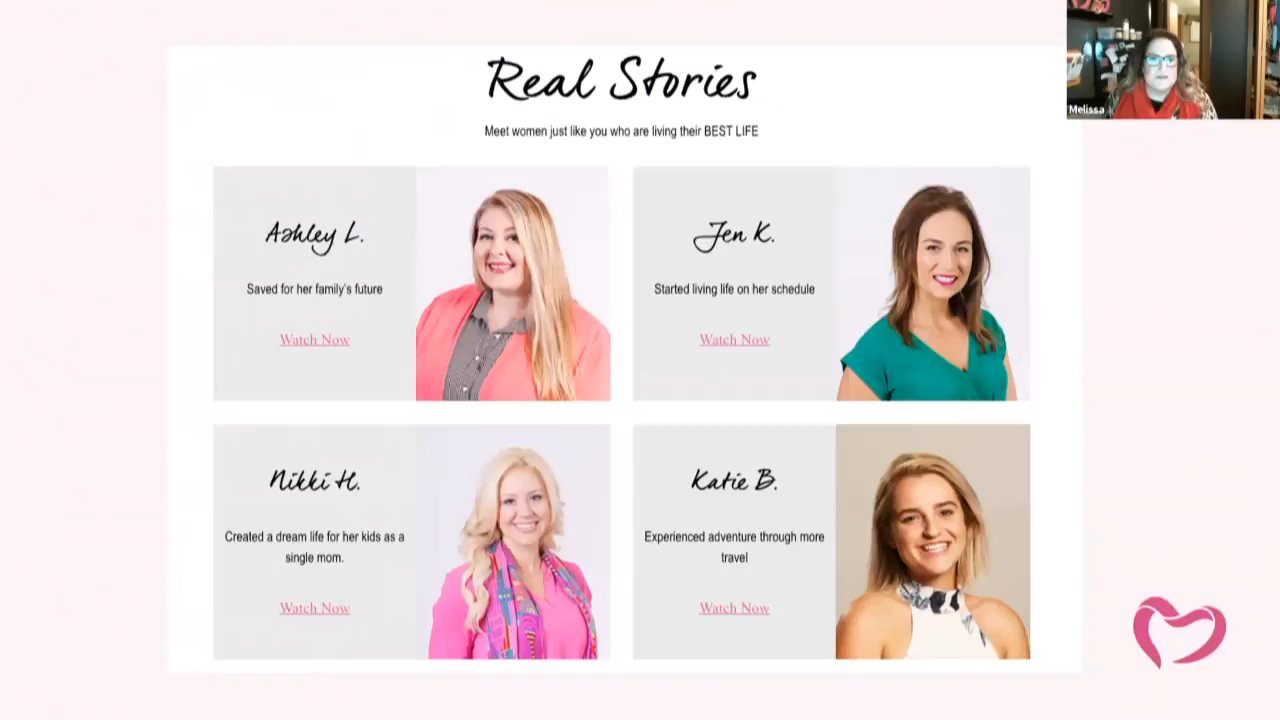 Real Stories
Meet women just like you who are living their BEST LIFE
Melissa
Ashley L.
Saved for her family's future
Watch Now
Jen K.
Started living life on her schedule
Watch Now
Nikki H.
Created a dream life for her kids as a
single mom.
Watch Now
Katie B.
Experienced adventure through more
travel
Watch Now